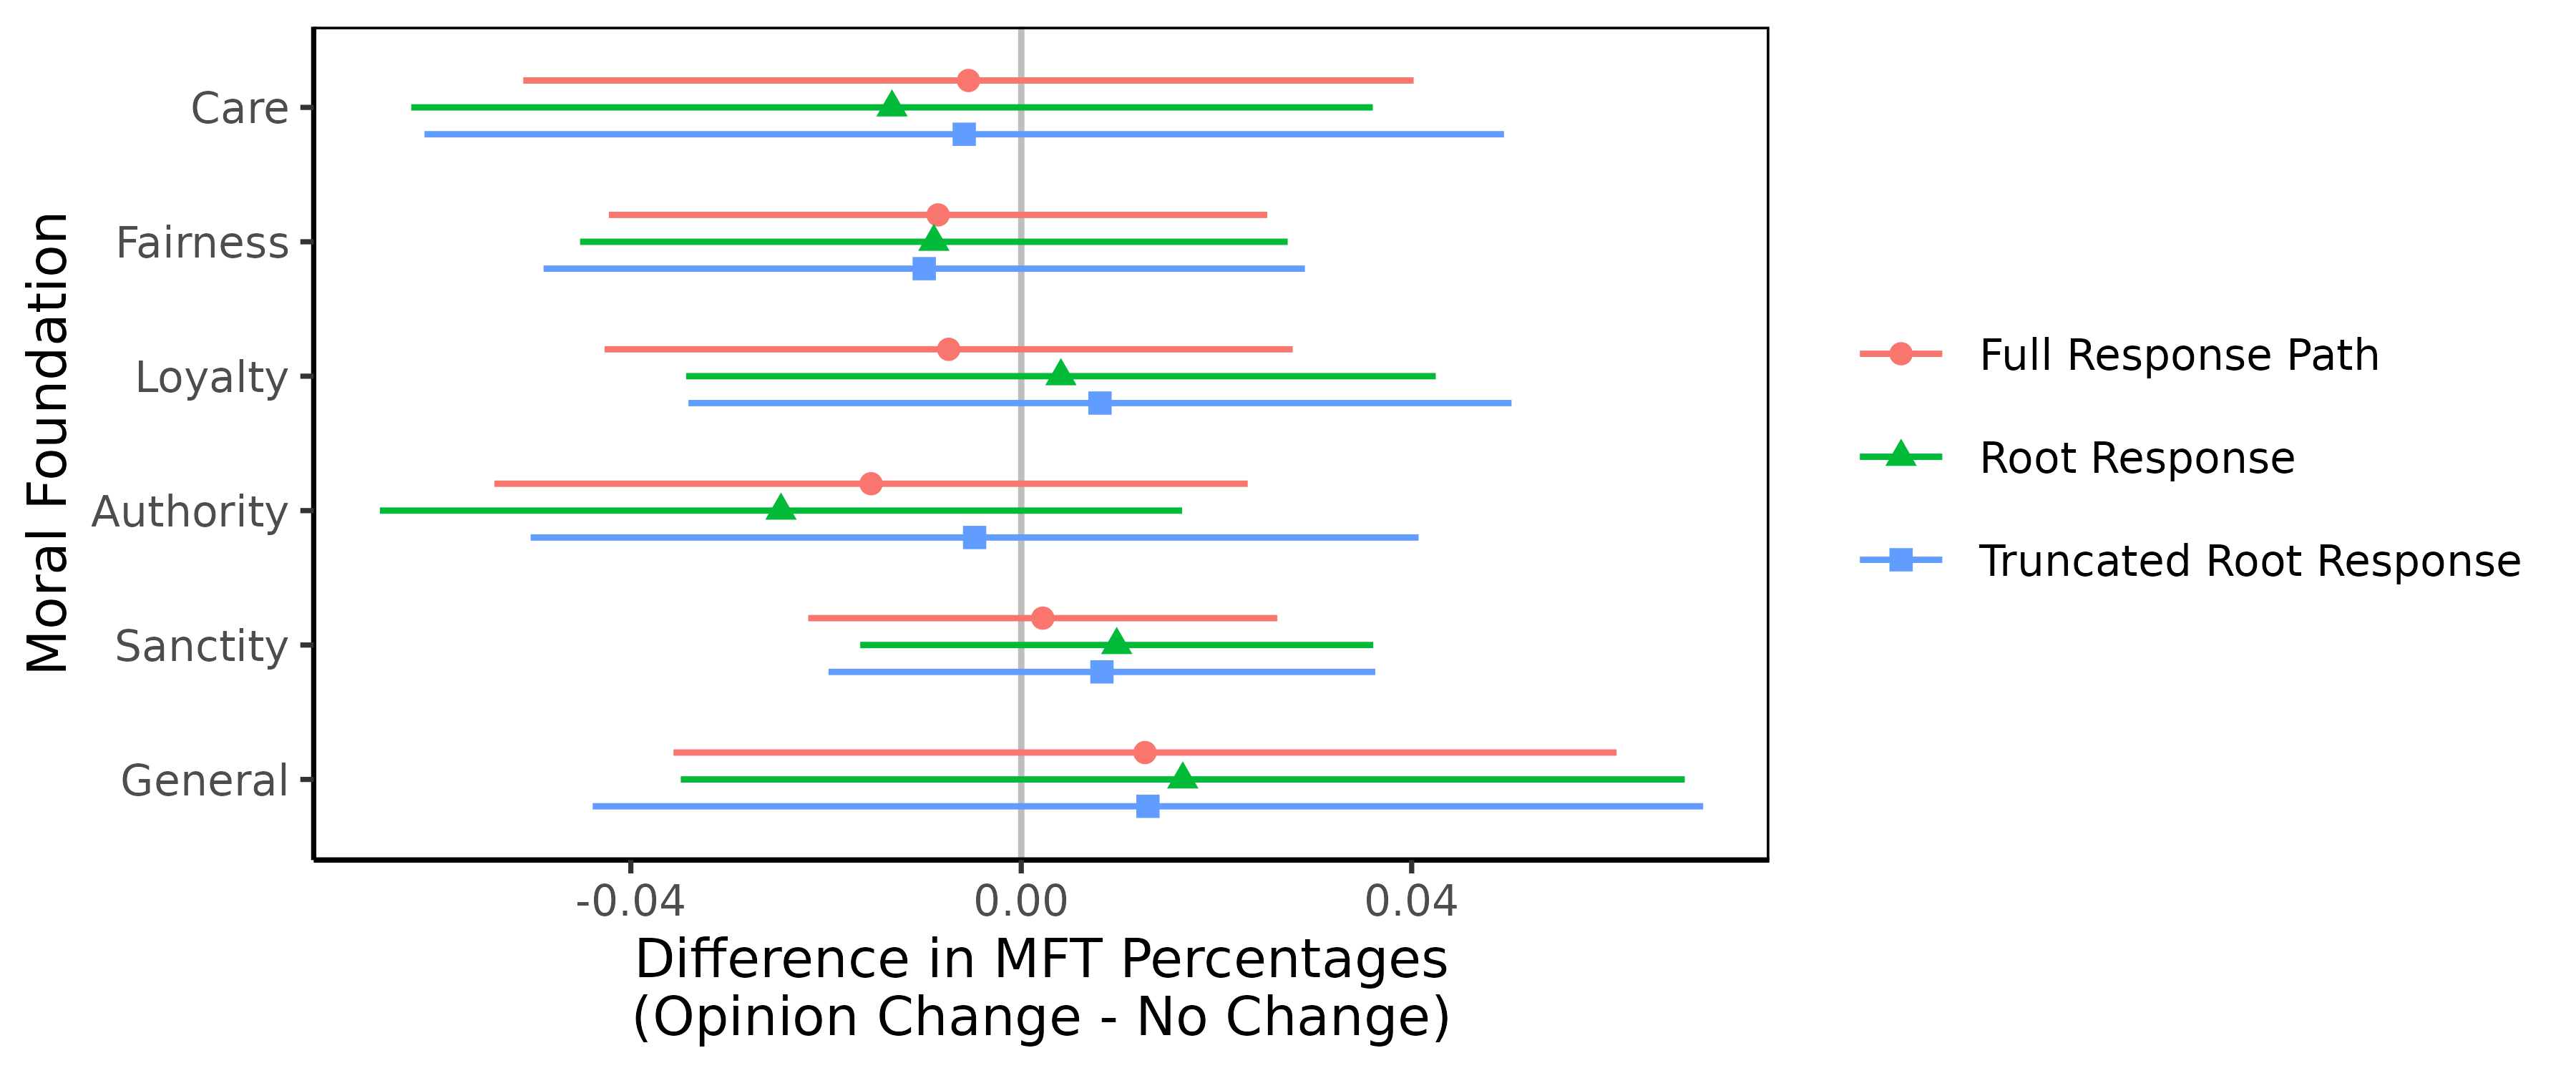 Moral Foundation
Care
Fairness
Loyalty
Authority
Sanctity
General
-0.04
0.00
0.04
Difference in MFT Percentages
(Opinion Change - No Change)
Full Response Path
Root Response
Truncated Root Response